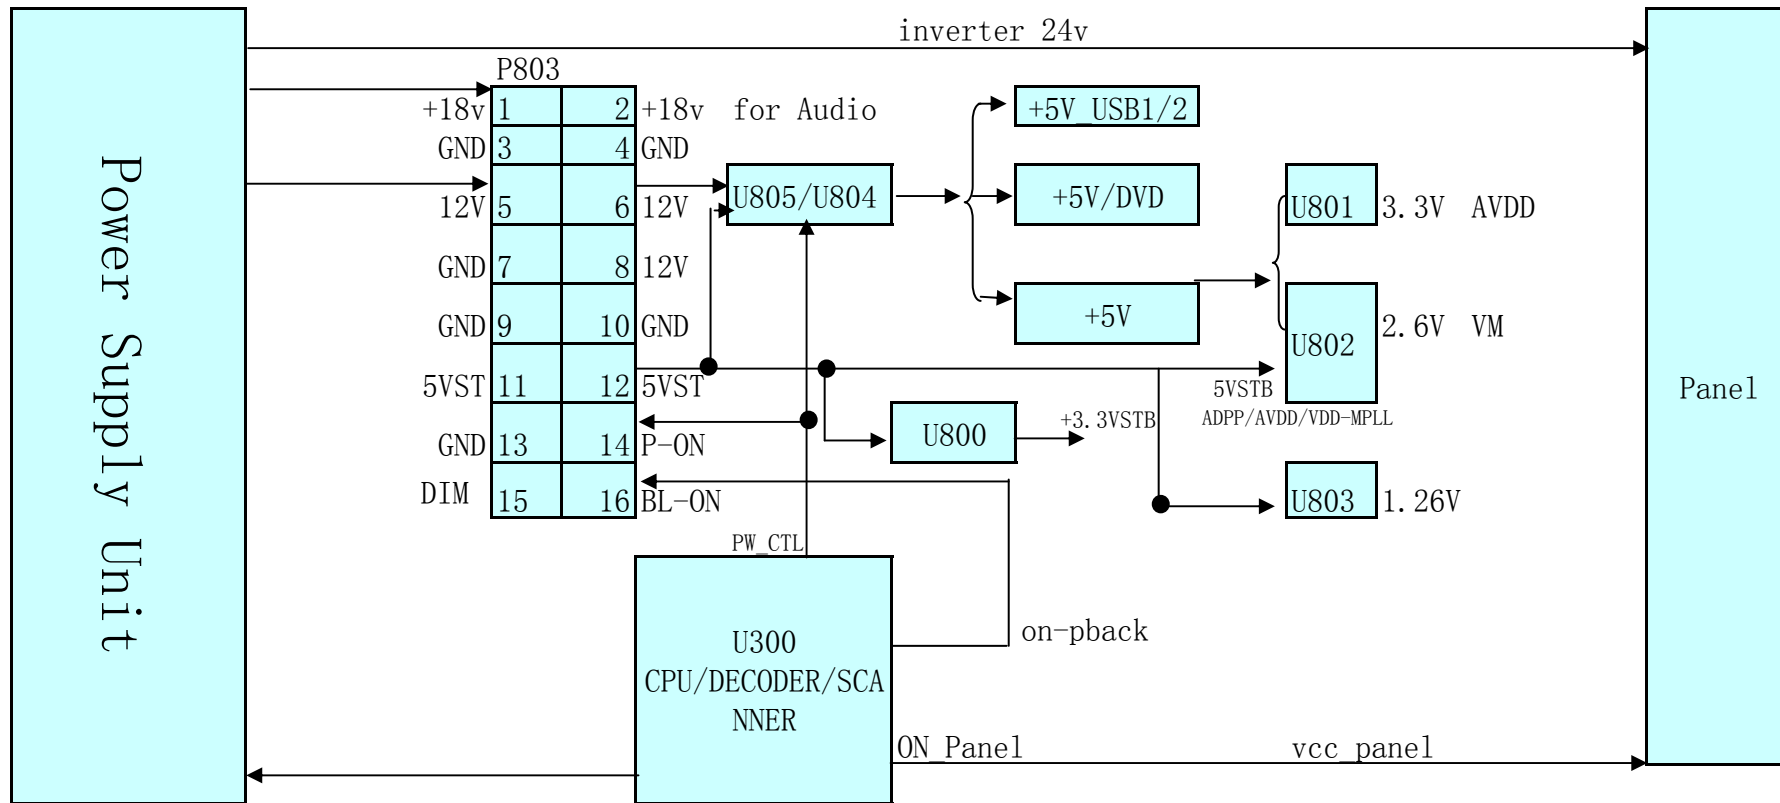 inverter 24v
P803
+18v 1 2 +18v for Audio
GND 3 4 GND
12V 5 6 12V
GND 7 8 12V
GND 9 10 GND
5VST 11 12 5VST
GND 13 14 P-ON
DIM 15 16 BL-ON
Power Supply Unit
U805/U804
+5V_USB1/2
+5V/DVD
+5V
U801 3.3V AVDD
U802 2.6V VM
5VSTB
ADPP/AVDD/VDD-MPLL
U800
+3.3VSTB
U803 1.26V
Panel
PW_CTL
U300
CPU/DECODER/SCA
NNER
on-pback
ON_Panel
vcc_panel